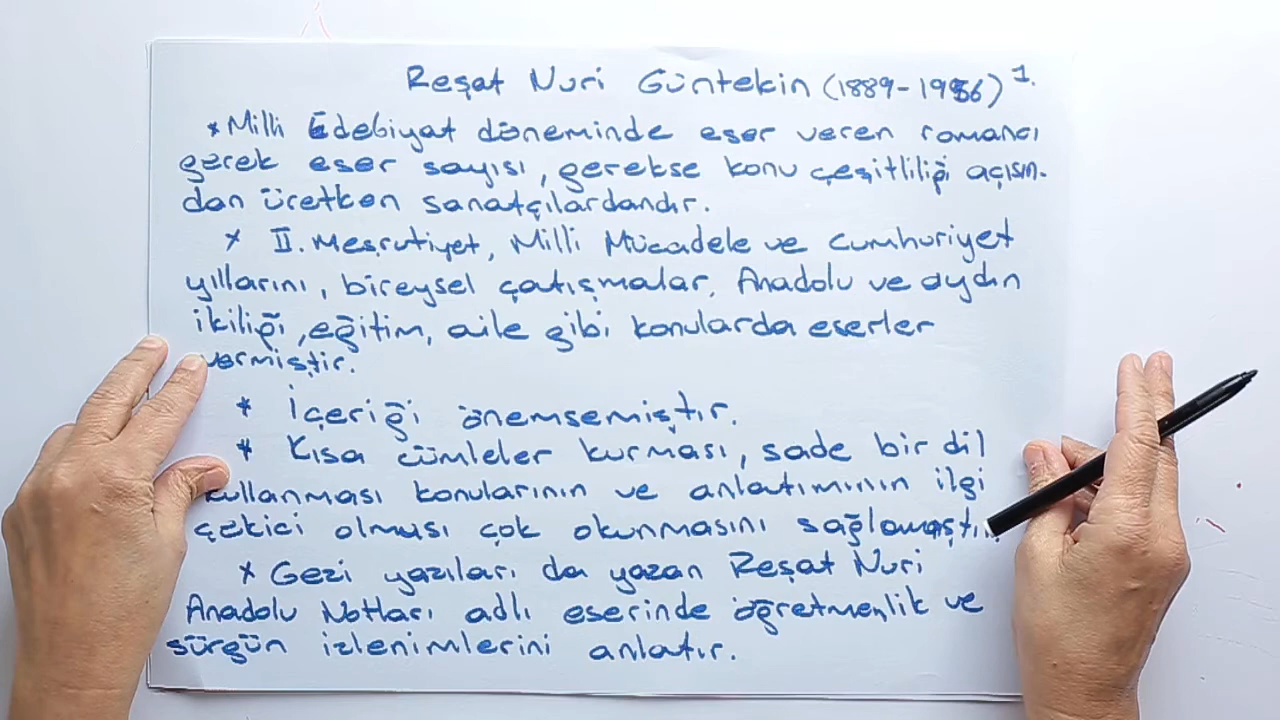 Reşat Nuri Güntekin (1889-1956) 1.
* Milli Edebiyat döneminde eser veren romancı
gerek eser sayısı, gerekse konu çeşitliliği açısın-
dan üretken sanatçılardandır.
* II. Meşrutiyet, Milli Mücadele ve Cumhuriyet
yıllarını, bireysel çatışmalar, Anadolu ve aydın
ikiliği, eğitim, aile gibi konularda eserler
vermiştir.
* İçeriği önemsemiştir.
* Kısa cümleler kurması, sade bir dil
kullanması konularının ve anlatımının ilgi
çekici olması çok okunmasını sağlamıştır.
* Gezi yazıları da yazan Reşat Nuri
Anadolu Notları adlı eserinde öğretmenlik ve
sürgün izlenimlerini anlatır.